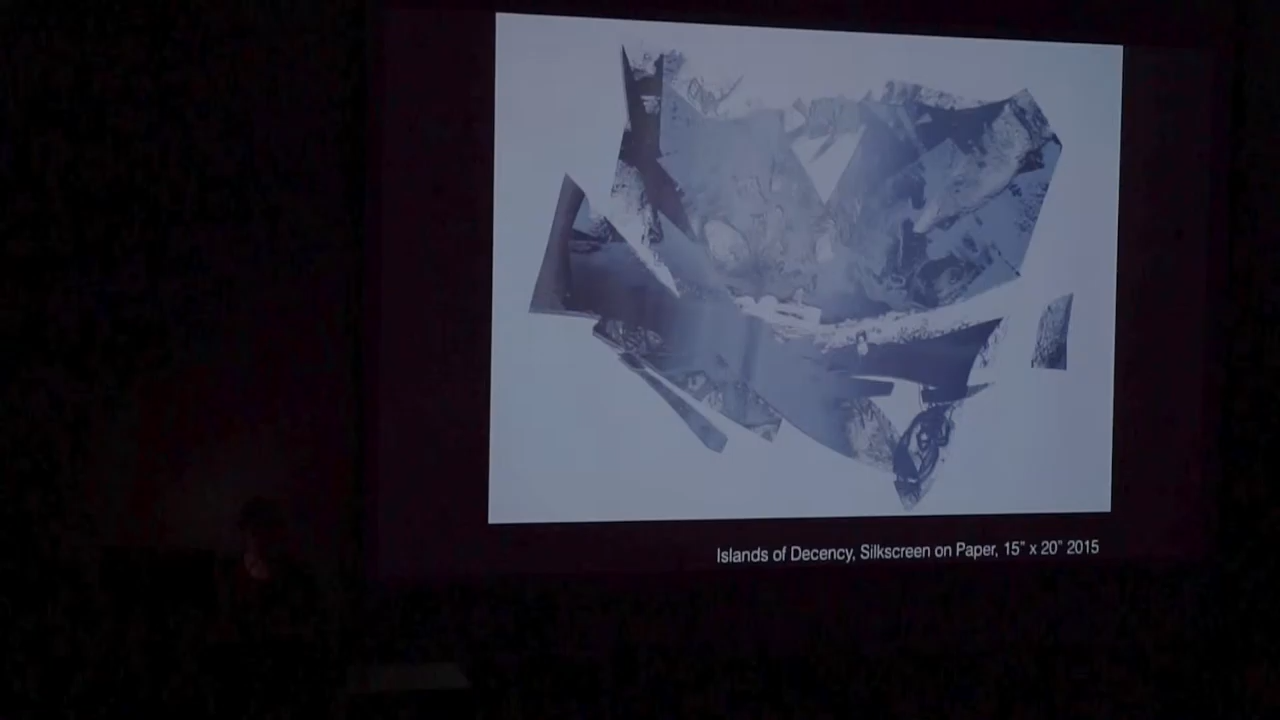 Islands of Decency, Silkscreen on Paper, 15” x 20” 2015